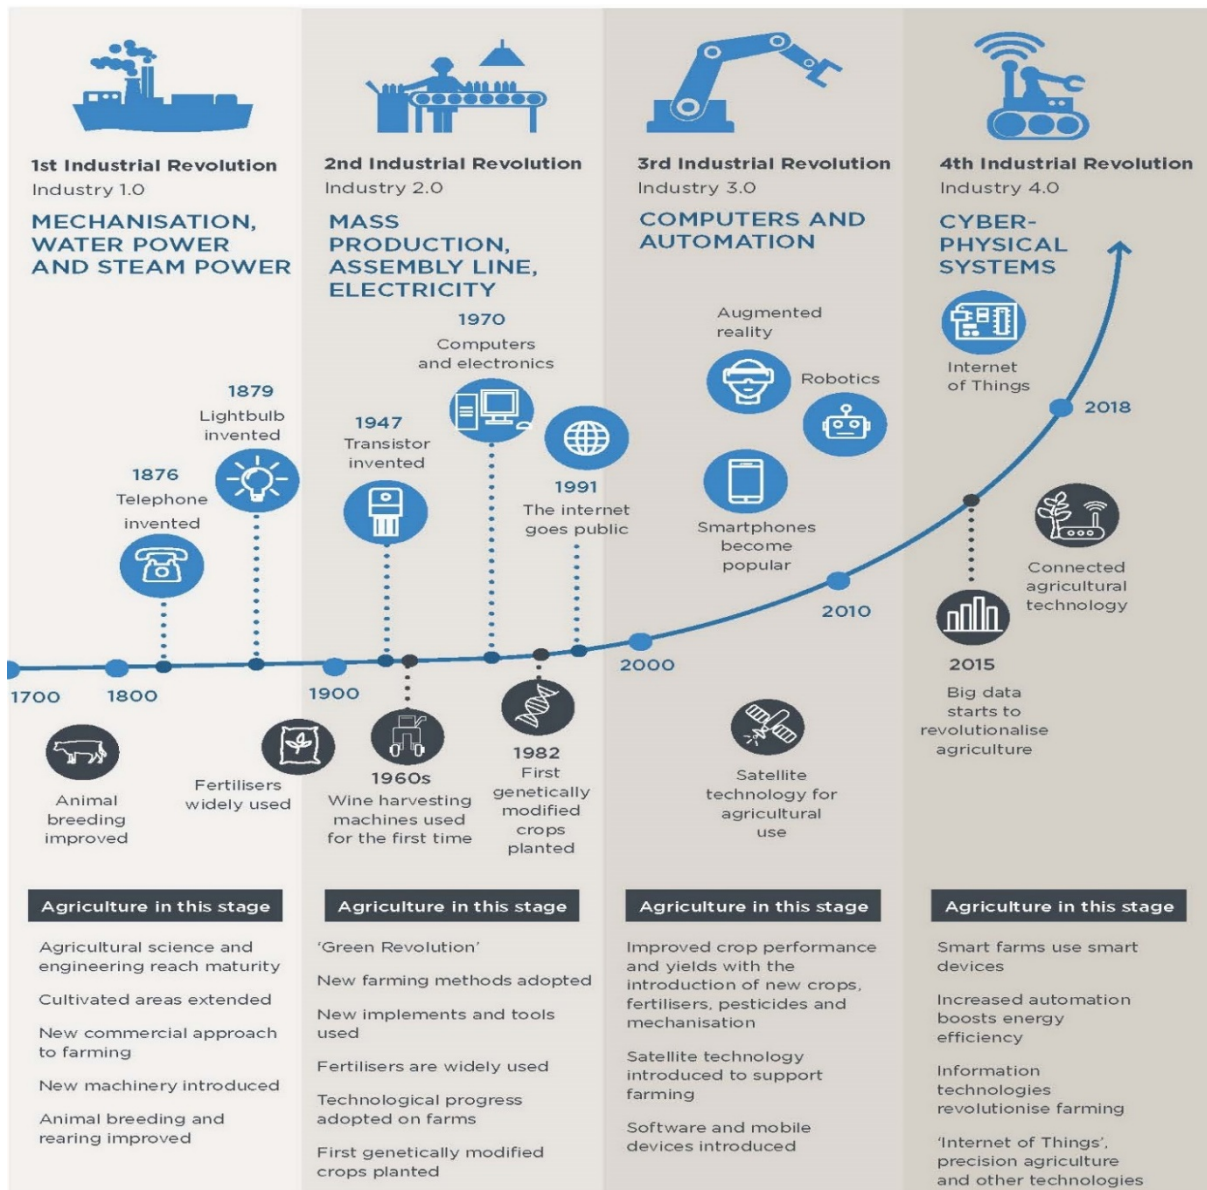 1st Industrial Revolution
Industry 1.0
MECHANISATION,
WATER POWER
AND STEAM POWER
2nd Industrial Revolution
Industry 2.0
MASS
PRODUCTION,
ASSEMBLY LINE,
ELECTRICITY
3rd Industrial Revolution
Industry 3.0
COMPUTERS AND
AUTOMATION
4th Industrial Revolution
Industry 4.0
CYBER-
PHYSICAL
SYSTEMS
1876
Telephone
invented
1879
Lightbulb
invented
1947
Transistor
invented
1970
Computers
and electronics
1991
The internet
goes public
Augmented
reality
Robotics
Smartphones
become
popular
Internet
of Things
2018
Connected
agricultural
technology
1700
1800
1900
2000
2010
Animal
breeding
improved
Fertilisers
widely used
1960s
Wine harvesting
machines used
for the first time
1982
First
genetically
modified
crops
planted
Satellite
technology for
agricultural
use
2015
Big data
starts to
revolutionalise
agriculture
Agriculture in this stage
Agricultural science and
engineering reach maturity
Cultivated areas extended
New commercial approach
to farming
New machinery introduced
Animal breeding and
rearing improved
Agriculture in this stage
'Green Revolution'
New farming methods adopted
New implements and tools
used
Fertilisers are widely used
Technological progress
adopted on farms
First genetically modified
crops planted
Agriculture in this stage
Improved crop performance
and yields with the
introduction of new crops,
fertilisers, pesticides and
mechanisation
Satellite technology
introduced to support
farming
Software and mobile
devices introduced
Agriculture in this stage
Smart farms use smart
devices
Increased automation
boosts energy
efficiency
Information
technologies
revolutionise farming
'Internet of Things',
precision agriculture
and other technologies